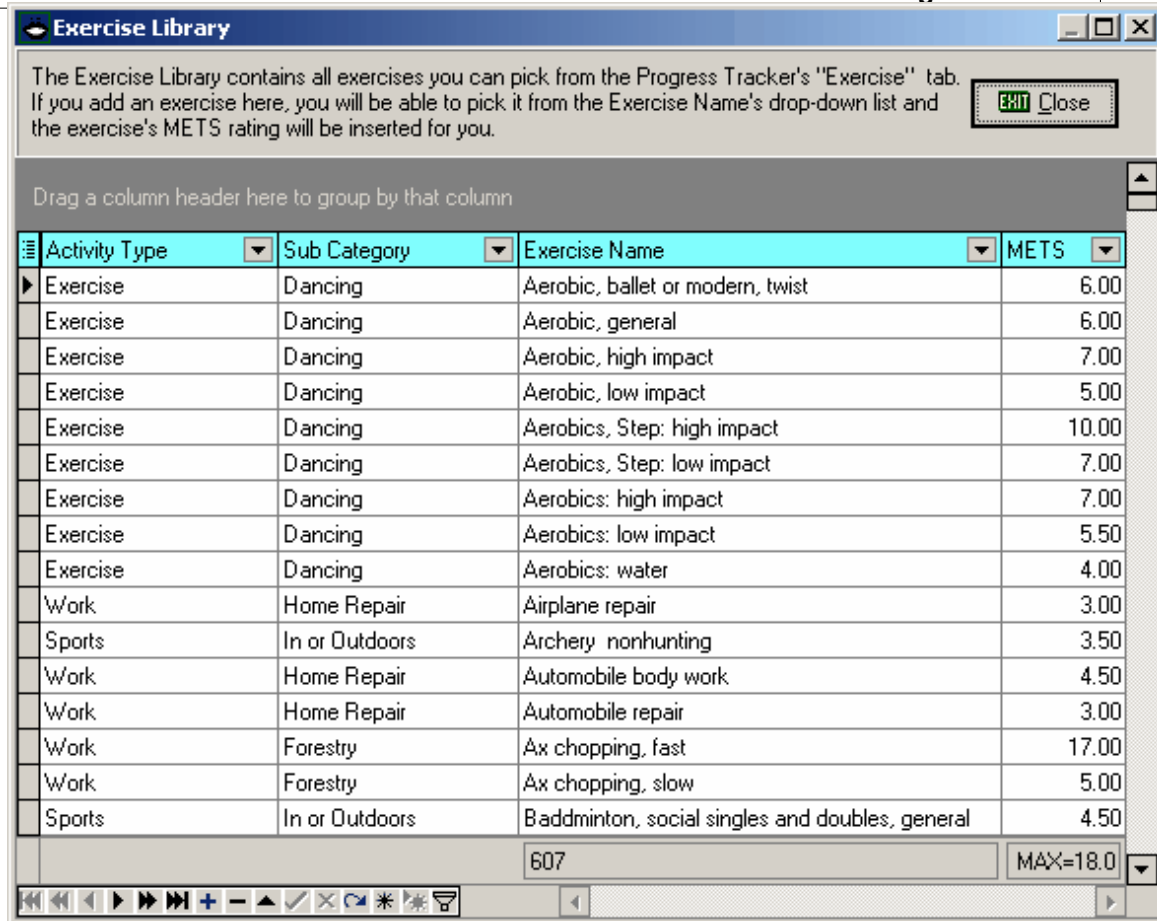 Exercise Library
The Exercise Library contains all exercises you can pick from the Progress Tracker's "Exercise" tab.
If you add an exercise here, you will be able to pick it from the Exercise Name's drop-down list and
the exercise's METS rating will be inserted for you.
EXIT Close
Drag a column header here to group by that column
Activity Type Sub Category Exercise Name METS
Exercise Dancing Aerobic, ballet or modern, twist 6.00
Exercise Dancing Aerobic, general 6.00
Exercise Dancing Aerobic, high impact 7.00
Exercise Dancing Aerobic, low impact 5.00
Exercise Dancing Aerobics, Step: high impact 10.00
Exercise Dancing Aerobics, Step: low impact 7.00
Exercise Dancing Aerobics: high impact 7.00
Exercise Dancing Aerobics: low impact 5.50
Exercise Dancing Aerobics: water 4.00
Work Home Repair Airplane repair 3.00
Sports In or Outdoors Archery nonhunting 3.50
Work Home Repair Automobile body work 4.50
Work Home Repair Automobile repair 3.00
Work Forestry Ax chopping, fast 17.00
Work Forestry Ax chopping, slow 5.00
Sports In or Outdoors Baddminton, social singles and doubles, general 4.50
607 MAX=18.0